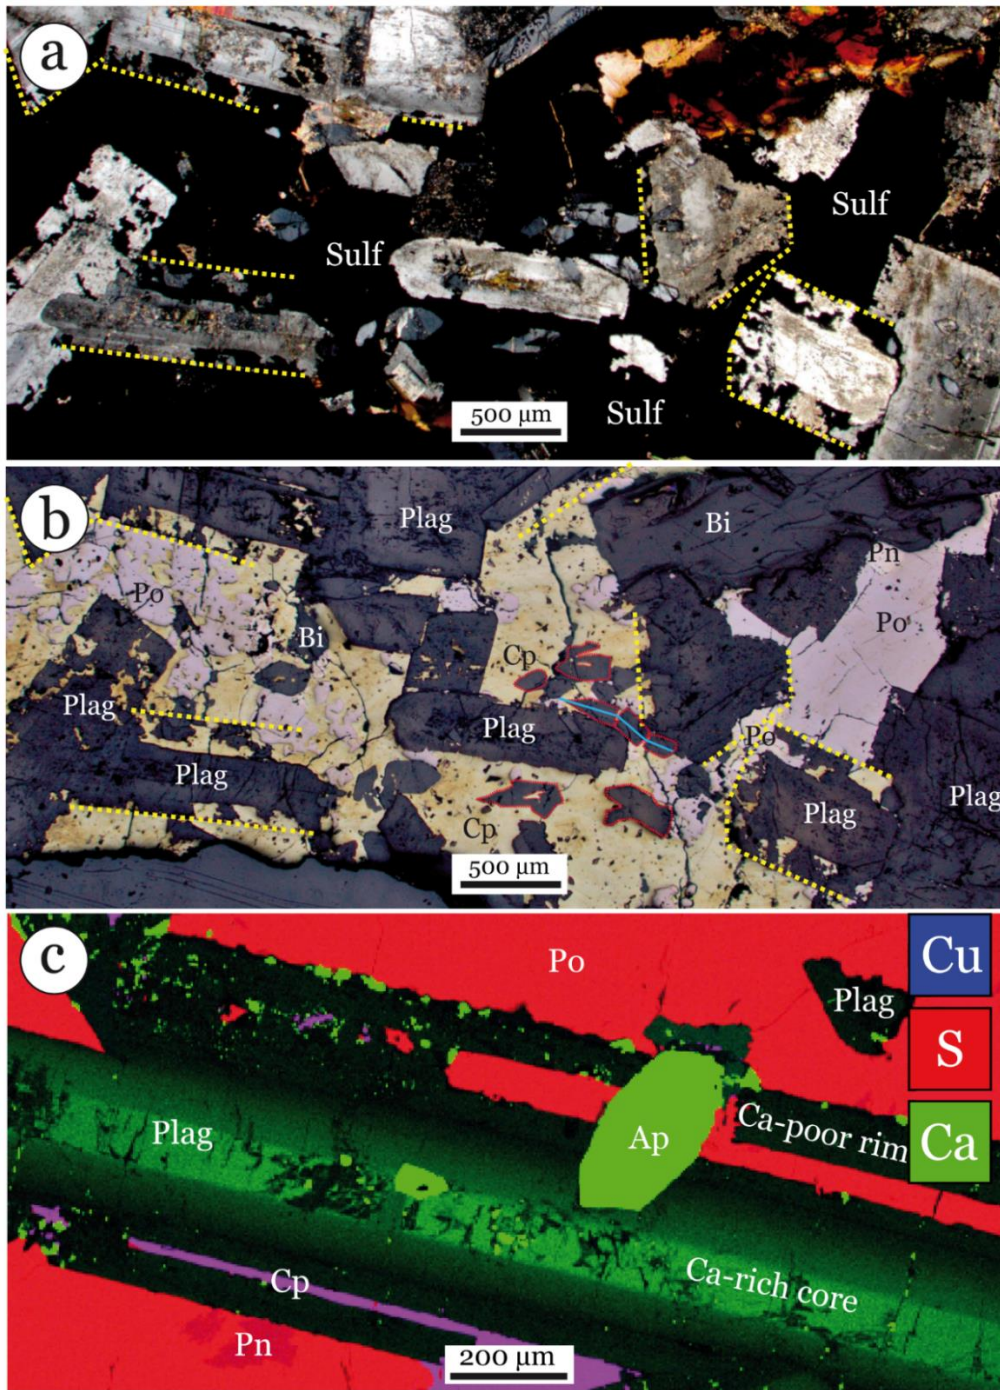 a
Sulf
Sulf
Sulf
500 µm
b
Plag
Bi
Pn
Po
Po
Bi
Cp
Plag
Plag
Po
Plag
Plag
Plag
Cp
500 µm
c
Cu
Po
Plag
S
Plag
Ap
Ca-poor rim
Ca
Cp
Ca-rich core
Pn
200 µm